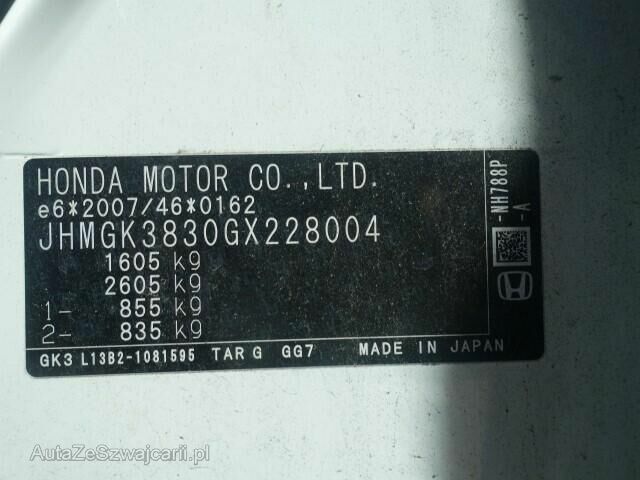 HONDA MOTOR CO.,LTD.
e6*2007/46*0162
JHMGK3830GX228004
1605 kg
2605 kg
1- 855 kg
2- 835 kg
GK3 L13B2-1081595 TAR G GG7 MADE IN JAPAN
-NH788P
-A
AutaZeSzwajcarii.pl